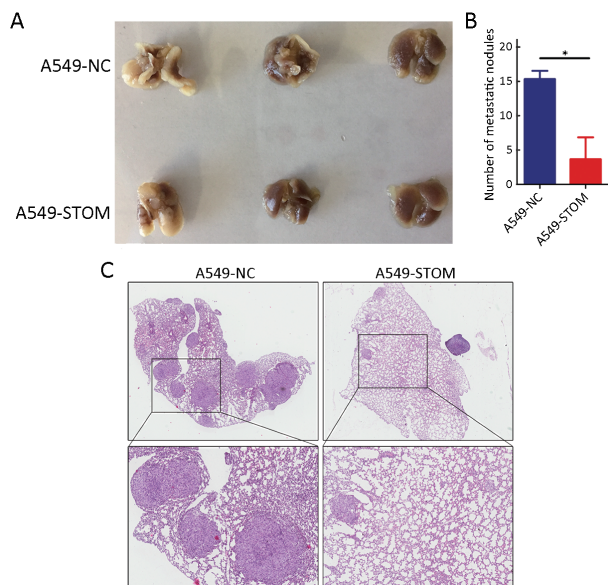 A
A549-NC
A549-STOM
B
Number of metastatic nodules
20
15
10
5
0
*
A549-NC
A549-STOM
C
A549-NC
A549-STOM